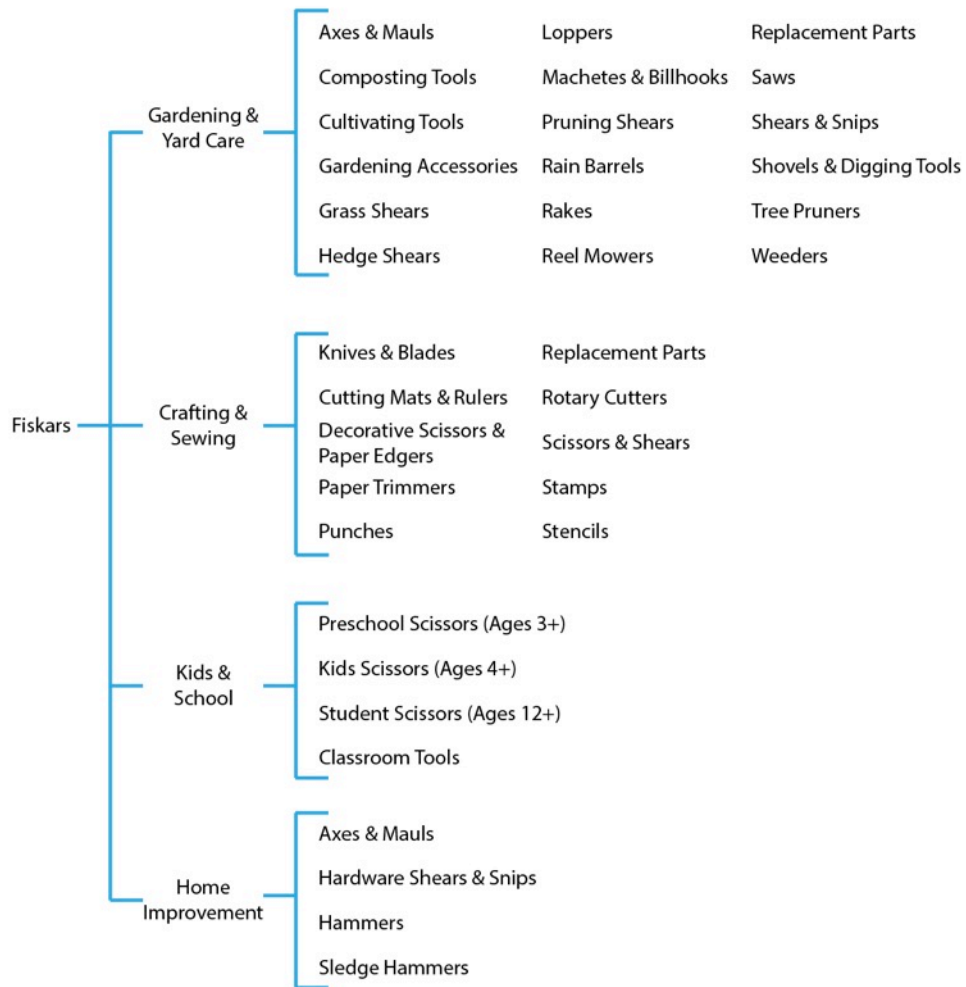 Fiskars
Gardening &
Yard Care
Axes & Mauls
Composting Tools
Cultivating Tools
Gardening Accessories
Grass Shears
Hedge Shears
Loppers
Machetes & Billhooks
Pruning Shears
Rain Barrels
Rakes
Reel Mowers
Replacement Parts
Saws
Shears & Snips
Shovels & Digging Tools
Tree Pruners
Weeders
Crafting &
Sewing
Knives & Blades
Cutting Mats & Rulers
Decorative Scissors &
Paper Edgers
Paper Trimmers
Punches
Replacement Parts
Rotary Cutters
Scissors & Shears
Stamps
Stencils
Kids &
School
Preschool Scissors (Ages 3+)
Kids Scissors (Ages 4+)
Student Scissors (Ages 12+)
Classroom Tools
Home
Improvement
Axes & Mauls
Hardware Shears & Snips
Hammers
Sledge Hammers